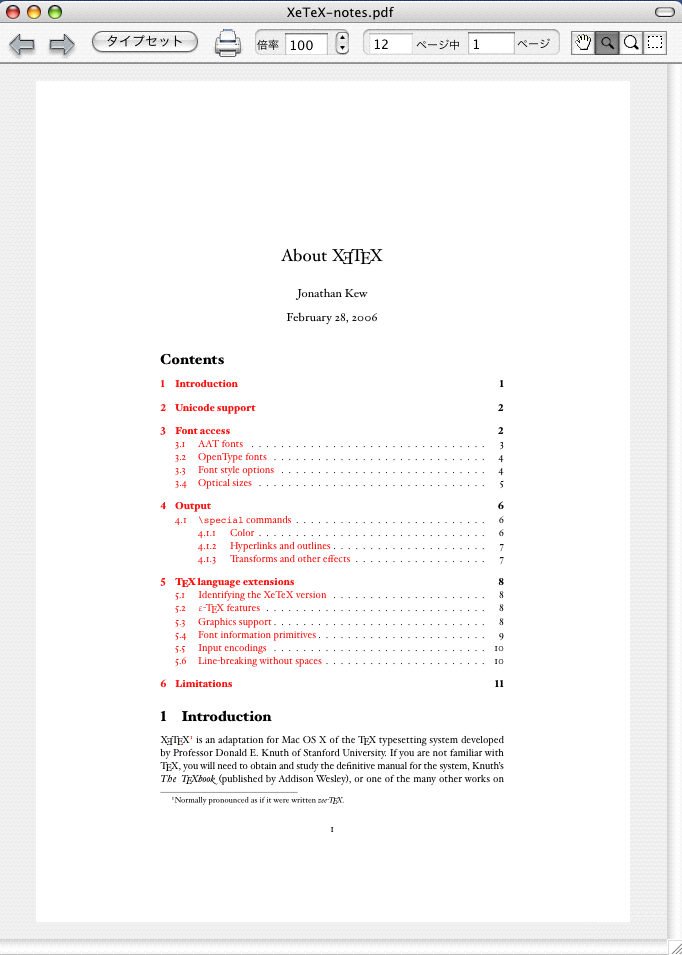 XeTeX-notes.pdf
タイプセット 倍率 100 12 ページ中 1 ページ
About XƎTEX
Jonathan Kew
February 28, 2006
Contents
1 Introduction 1
2 Unicode support 2
3 Font access 2
3.1 AAT fonts . . . . . . . . . . . . . . . . . . . . . . . . . . . . . . . 3
3.2 OpenType fonts . . . . . . . . . . . . . . . . . . . . . . . . . . . . 4
3.3 Font style options . . . . . . . . . . . . . . . . . . . . . . . . . . . 4
3.4 Optical sizes . . . . . . . . . . . . . . . . . . . . . . . . . . . . . . 5
4 Output 6
4.1 \special commands . . . . . . . . . . . . . . . . . . . . . . . . . . 6
4.1.1 Color . . . . . . . . . . . . . . . . . . . . . . . . . . . . . . 6
4.1.2 Hyperlinks and outlines . . . . . . . . . . . . . . . . . . . . . 7
4.1.3 Transforms and other effects . . . . . . . . . . . . . . . . . . 7
5 TEX language extensions 8
5.1 Identifying the XeTeX version . . . . . . . . . . . . . . . . . . . . . 8
5.2 ε-TEX features . . . . . . . . . . . . . . . . . . . . . . . . . . . . . 8
5.3 Graphics support . . . . . . . . . . . . . . . . . . . . . . . . . . . . 8
5.4 Font information primitives . . . . . . . . . . . . . . . . . . . . . . 9
5.5 Input encodings . . . . . . . . . . . . . . . . . . . . . . . . . . . . 10
5.6 Line-breaking without spaces . . . . . . . . . . . . . . . . . . . . . 10
6 Limitations 11
1 Introduction
XƎTEX¹ is an adaptation for Mac OS X of the TEX typesetting system developed
by Professor Donald E. Knuth of Stanford University. If you are not familiar with
TEX, you will need to obtain and study the definitive manual for the system, Knuth's
The TEXbook (published by Addison Wesley), or one of the many other works on
¹Normally pronounced as if it were written zee-TEX.
1